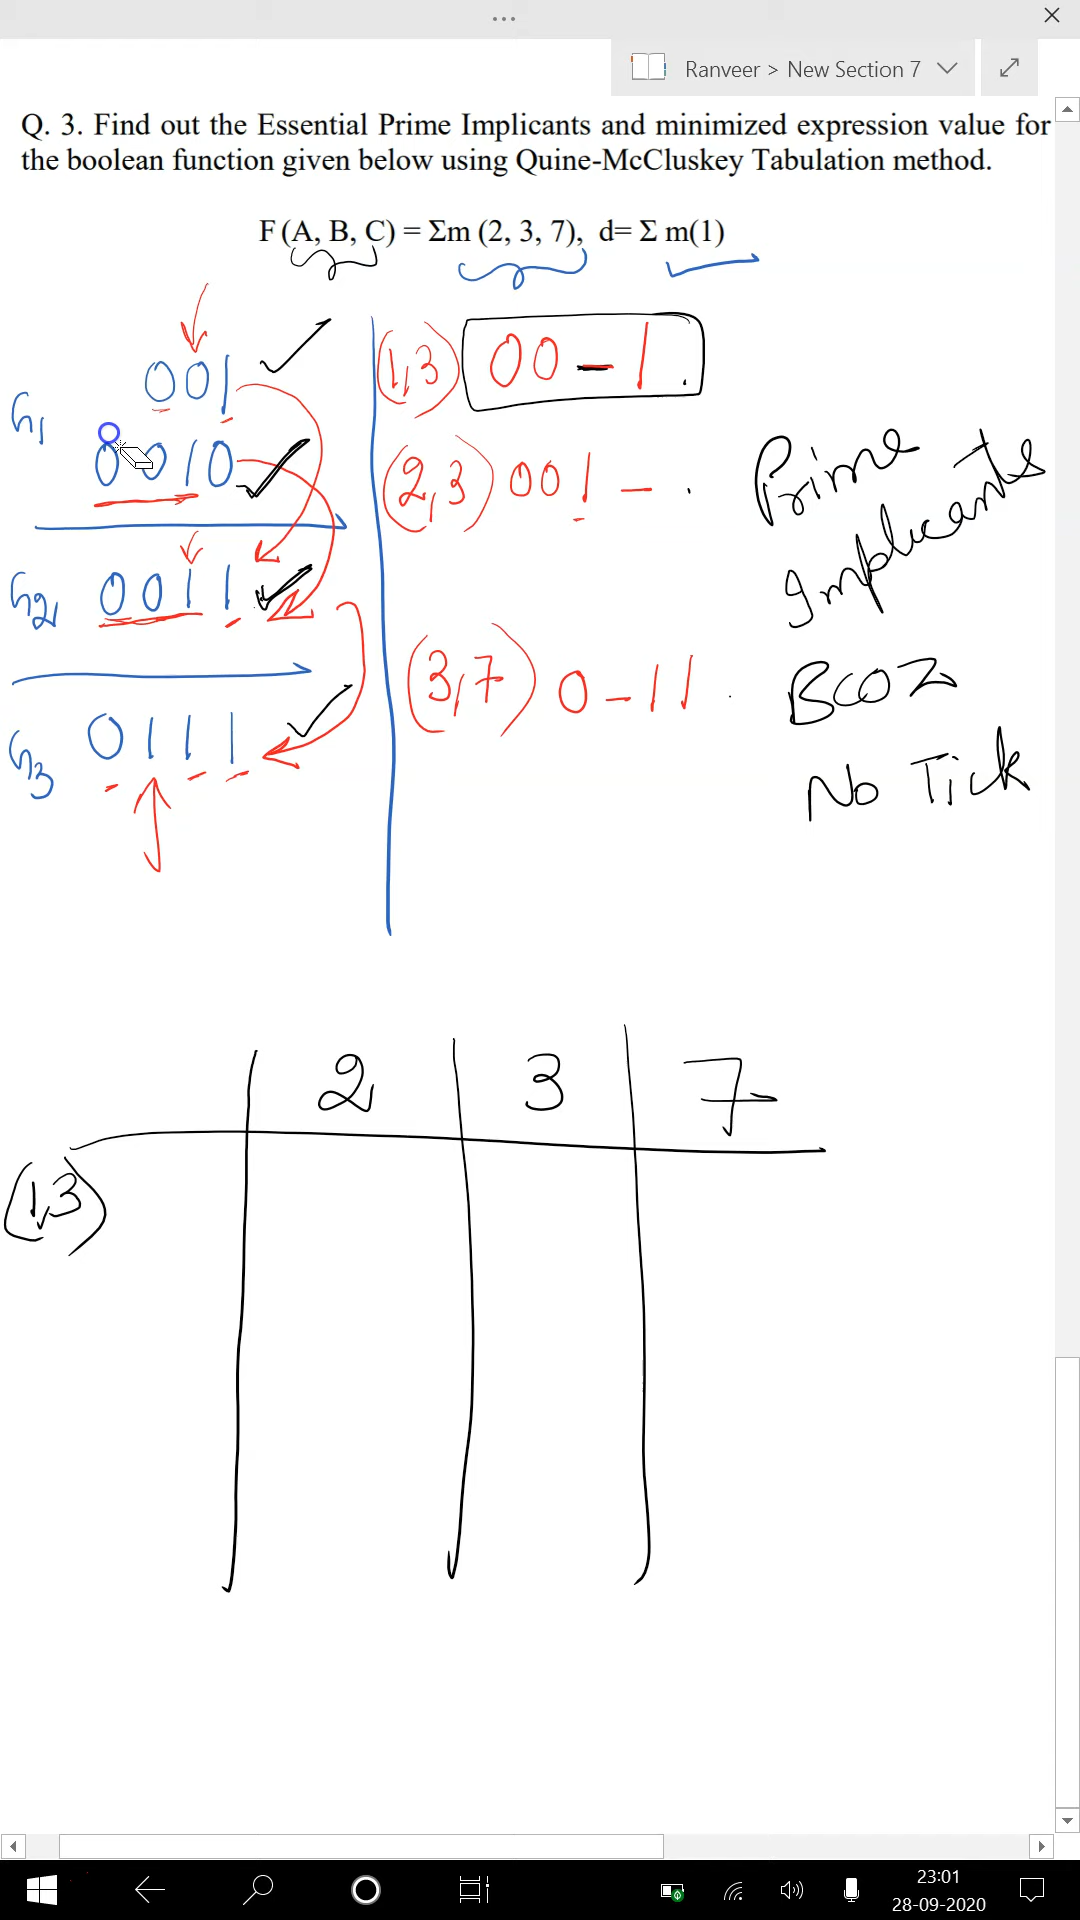 Ranveer > New Section 7
Q. 3. Find out the Essential Prime Implicants and minimized expression value for
the boolean function given below using Quine-McCluskey Tabulation method.
F (A, B, C) = Σm (2, 3, 7), d= Σ m(1)
001
G1
0010
G2 0011
G3 0111
(1,3) 00-1
(2,3) 001-
(3,7) 0-11
Prime
Implicants
BCOZ
No Tick
2 3 7
(1,3)
23:01
28-09-2020